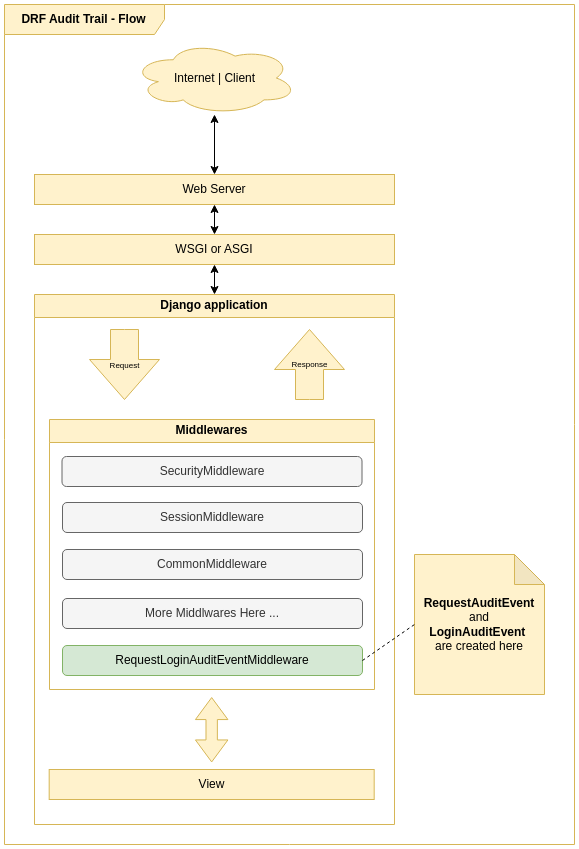 DRF Audit Trail - Flow
Internet | Client
Web Server
WSGI or ASGI
Django application
Request
Response
Middlewares
SecurityMiddleware
SessionMiddleware
CommonMiddleware
More Middlwares Here ...
RequestLoginAuditEventMiddleware
RequestAuditEvent
and
LoginAuditEvent
are created here
View